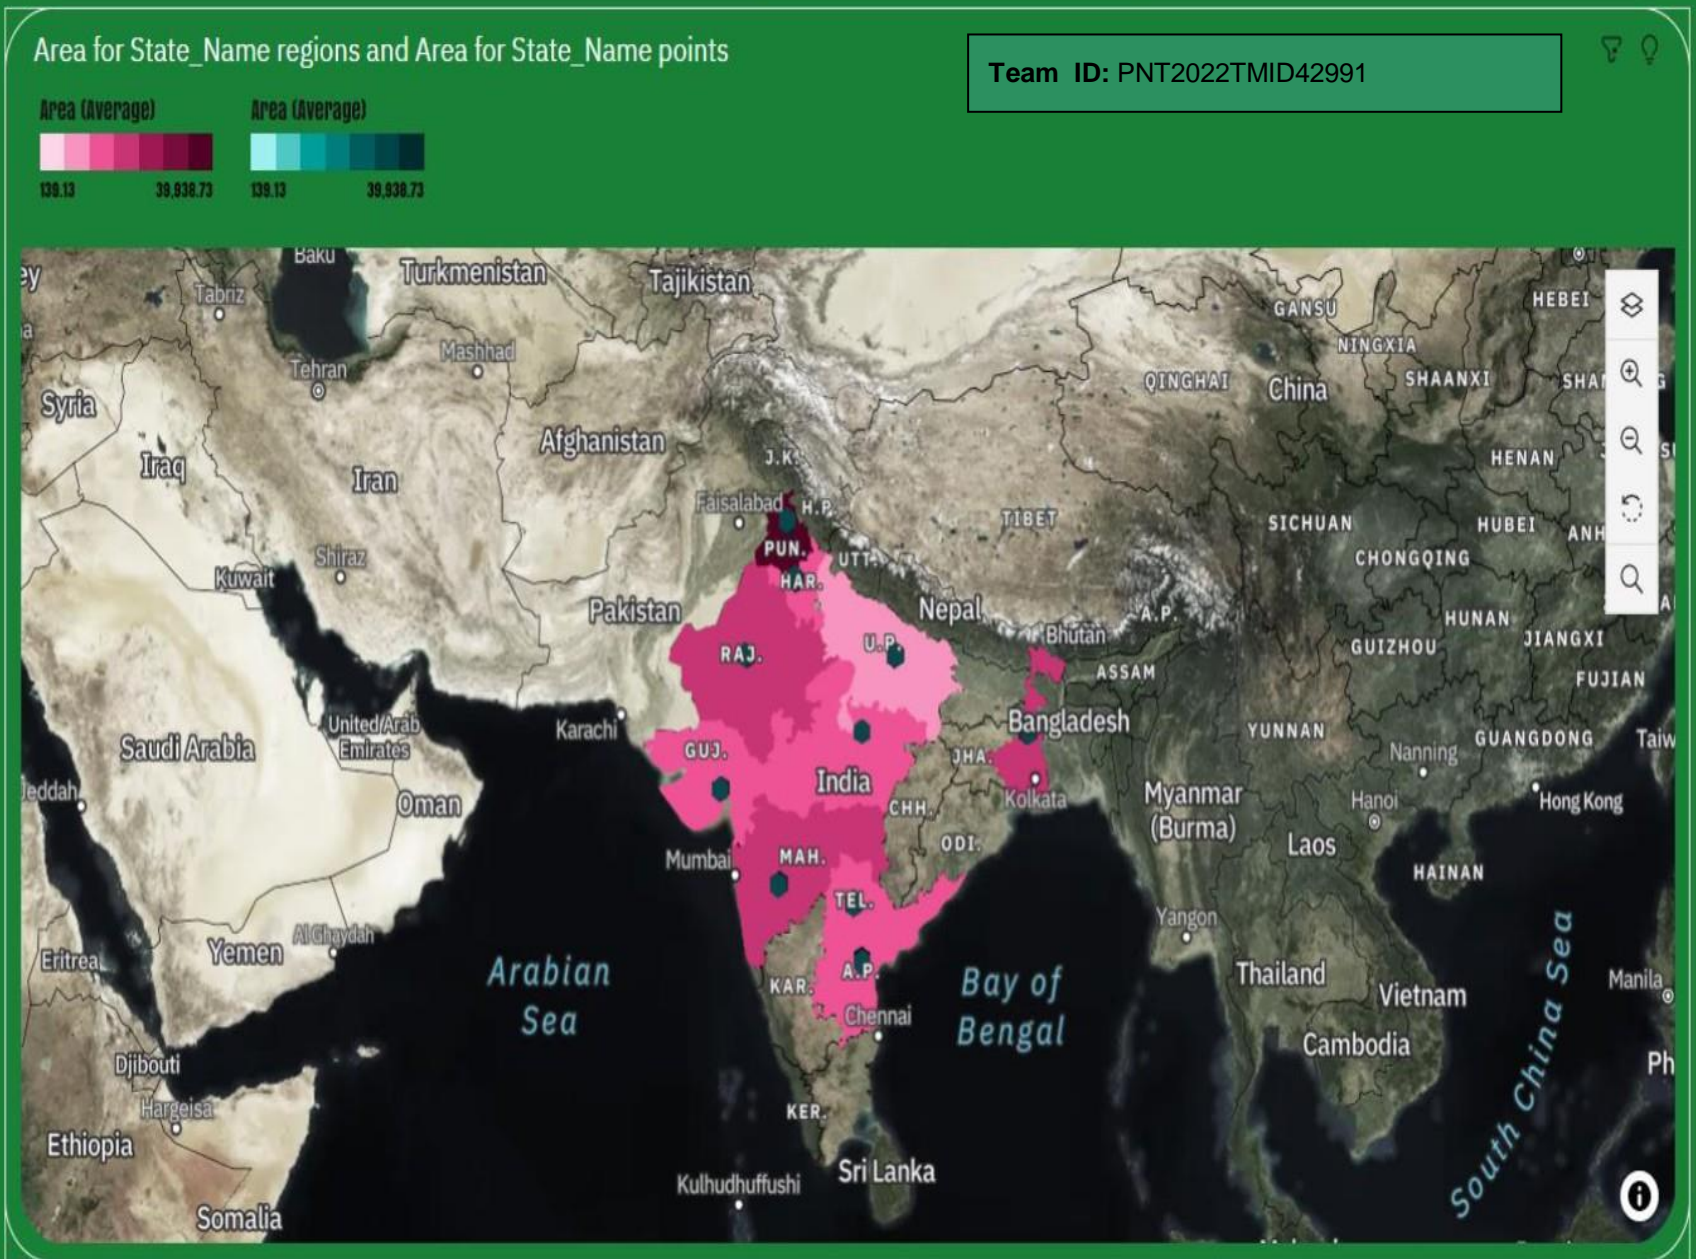 Area for State_Name regions and Area for State_Name points
Team ID: PNT2022TMID42991
Area (Average)
Area (Average)
139.13
39,938.73
139.13
39,938.73
Baku
Turkmenistan
Tajikistan
Tabriz
GANSU
HEBEI
NINGXIA
Mashhad
Tehran
QINGHAI
China
SHAANXI
Syria
Afghanistan
J.K.
HENAN
Iraq
Iran
Faisalabad
H.P.
TIBET
SICHUAN
HUBEI
ANH
PUN.
UTT.
CHONGQING
Shiraz
Kuwait
HAR.
Pakistan
Nepal
A.P.
HUNAN
Bhutan
JIANGXI
U.P.
GUIZHOU
RAJ.
ASSAM
FUJIAN
Karachi
United Arab
Emirates
Bangladesh
YUNNAN
GUANGDONG
Taiw
Saudi Arabia
GUJ.
JHA.
Nanning
India
Jeddah
Oman
CHH.
Kolkata
Myanmar
(Burma)
Hanoi
Hong Kong
ODI.
Laos
Mumbai
MAH.
HAINAN
TEL.
Yangon
Al Ghaydah
Yemen
Eritrea
Arabian
Sea
A.P.
KAR.
Bay of
Bengal
Thailand
Vietnam
Manila
Chennai
Cambodia
South China Sea
Djibouti
Ph
Hargeisa
KER.
Ethiopia
Sri Lanka
Kulhudhuffushi
Somalia